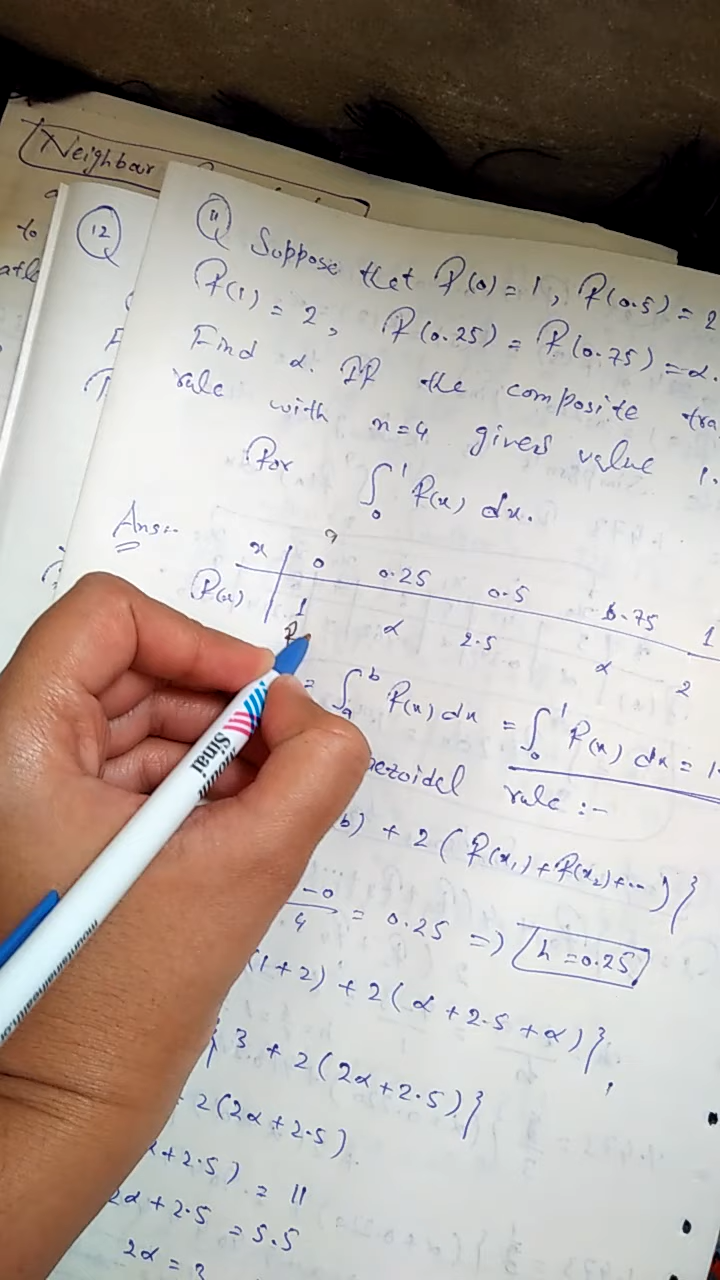 Neighbour
to
12
11 Suppose that f(0) = 1, f(0.5) = 2
f(1) = 2, f(0.25) = f(0.75) = α.
Find α. If the composite tra
rule with n=4 gives value 1.
for ∫₀¹ f(x) dx.
Ans:-
x 0 0.25 0.5 0.75 1
f(x) 1 α 2.5 α 2
= ∫ₐᵇ f(x) dx = ∫₀¹ f(x) dx = 1.
pezoidal rule :-
b) + 2 (f(x₁) + f(x₂) + ... )}
-0/4 = 0.25 => h = 0.25
(1+2) + 2(α + 2.5 + α)},
{3 + 2(2α + 2.5)}
2(2α + 2.5)
α + 2.5) = 11
2α + 2.5 = 5.5
2α = 3
Sinai